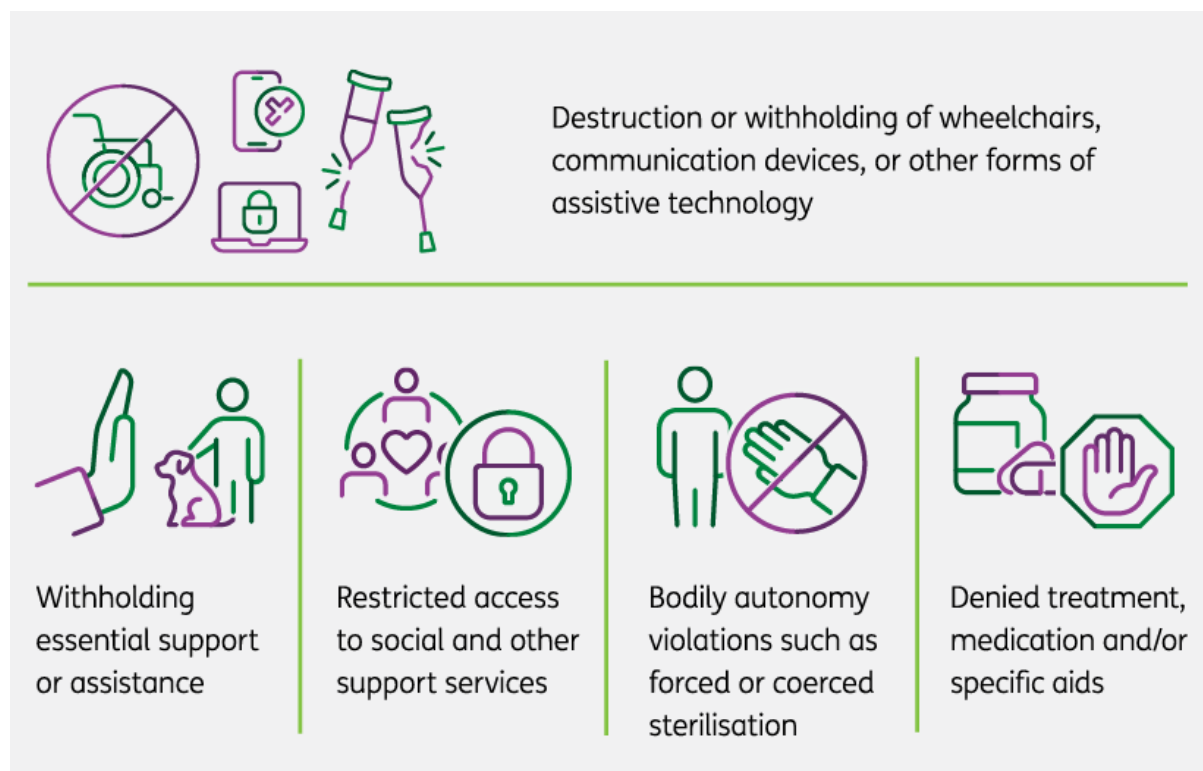 Destruction or withholding of wheelchairs,
communication devices, or other forms of
assistive technology
Withholding
essential support
or assistance
Restricted access
to social and other
support services
Bodily autonomy
violations such as
forced or coerced
sterilisation
Denied treatment,
medication and/or
specific aids